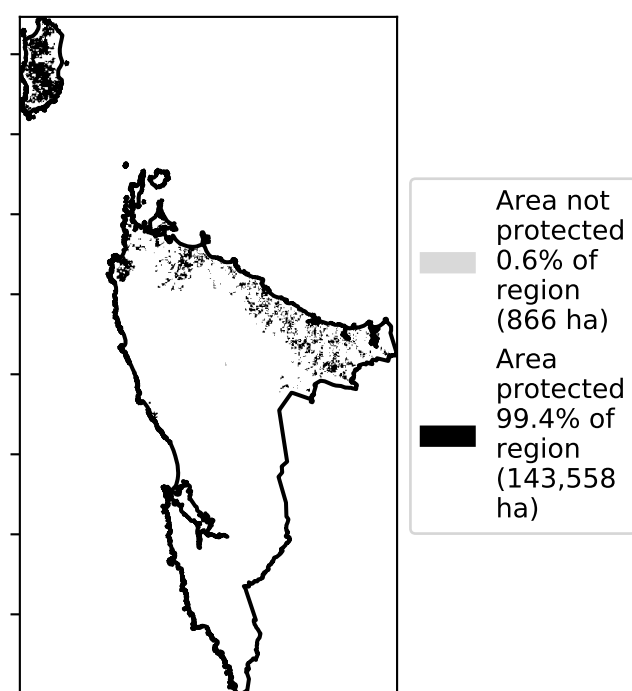 Area not
protected
0.6% of
region
(866 ha)
Area
protected
99.4% of
region
(143,558
ha)